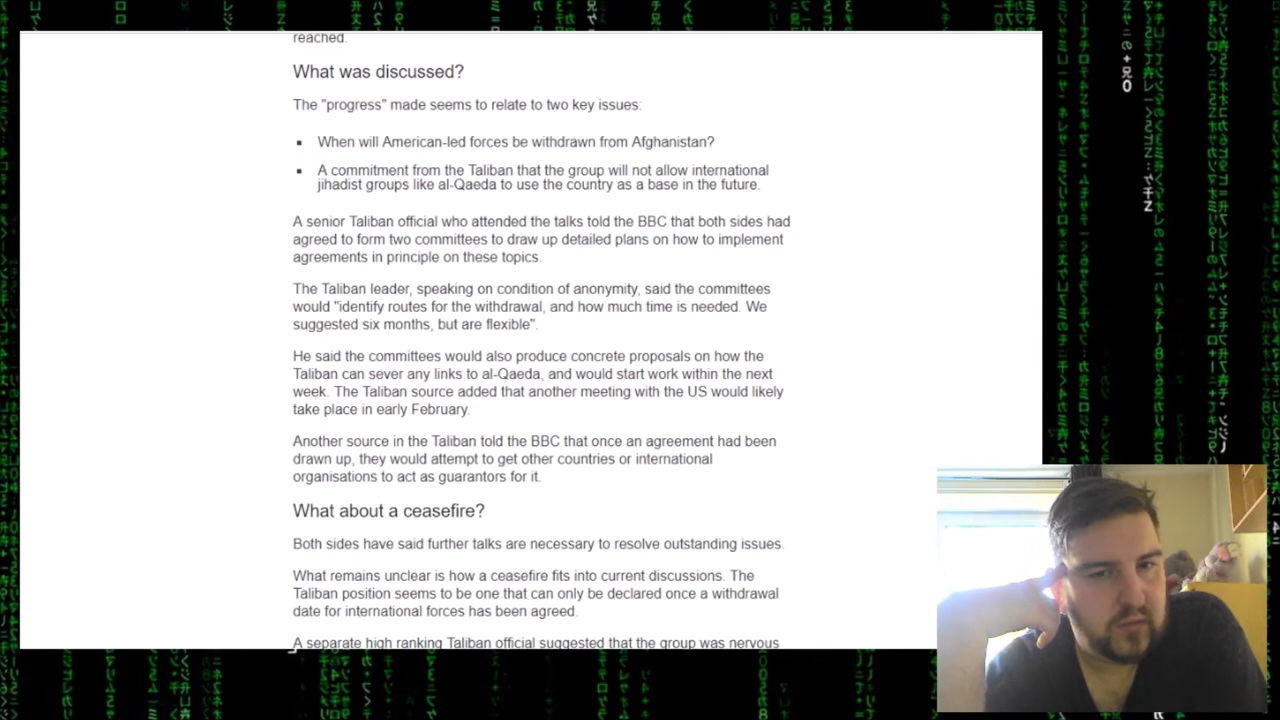 reached.
What was discussed?
The "progress" made seems to relate to two key issues:
▪ When will American-led forces be withdrawn from Afghanistan?
▪ A commitment from the Taliban that the group will not allow international
jihadist groups like al-Qaeda to use the country as a base in the future.
A senior Taliban official who attended the talks told the BBC that both sides had
agreed to form two committees to draw up detailed plans on how to implement
agreements in principle on these topics.
The Taliban leader, speaking on condition of anonymity, said the committees
would "identify routes for the withdrawal, and how much time is needed. We
suggested six months, but are flexible".
He said the committees would also produce concrete proposals on how the
Taliban can sever any links to al-Qaeda, and would start work within the next
week. The Taliban source added that another meeting with the US would likely
take place in early February.
Another source in the Taliban told the BBC that once an agreement had been
drawn up, they would attempt to get other countries or international
organisations to act as guarantors for it.
What about a ceasefire?
Both sides have said further talks are necessary to resolve outstanding issues.
What remains unclear is how a ceasefire fits into current discussions. The
Taliban position seems to be one that can only be declared once a withdrawal
date for international forces has been agreed.
A separate high ranking Taliban official suggested that the group was nervous